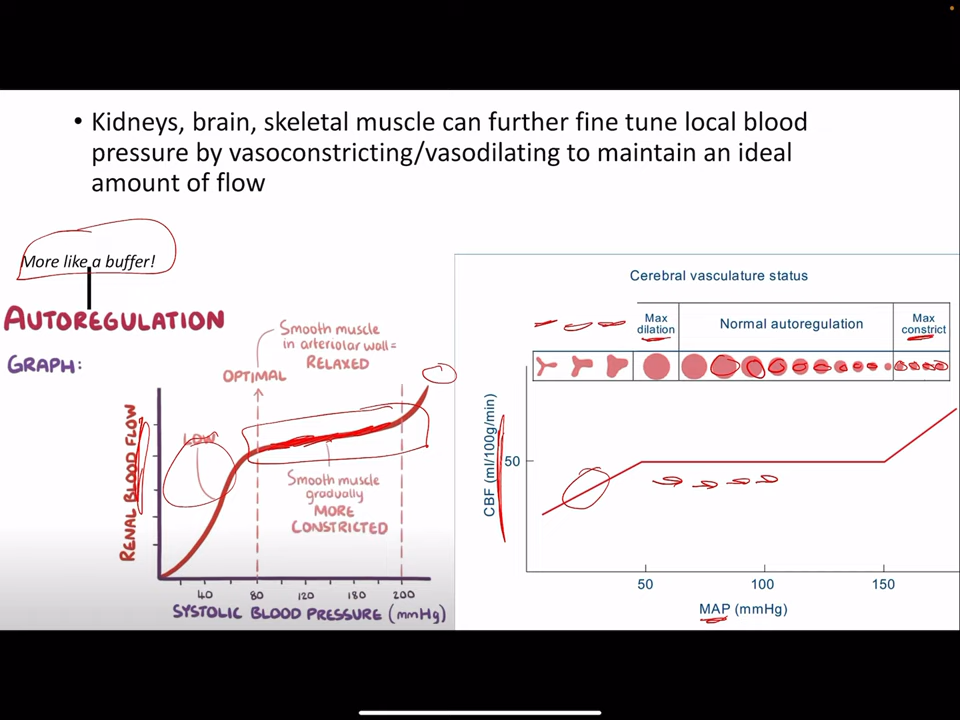 • Kidneys, brain, skeletal muscle can further fine tune local blood
pressure by vasoconstricting/vasodilating to maintain an ideal
amount of flow
More like a buffer!
AUTOREGULATION
GRAPH:
Smooth muscle
in arteriolar wall =
RELAXED
OPTIMAL
LOW
Smooth muscle
gradually
MORE
CONSTRICTED
RENAL BLOOD FLOW
40 80 120 180 200
SYSTOLIC BLOOD PRESSURE (mmHg)
Cerebral vasculature status
Max
dilation
Normal autoregulation
Max
constrict
CBF (ml/100g/min)
50
50 100 150
MAP (mmHg)